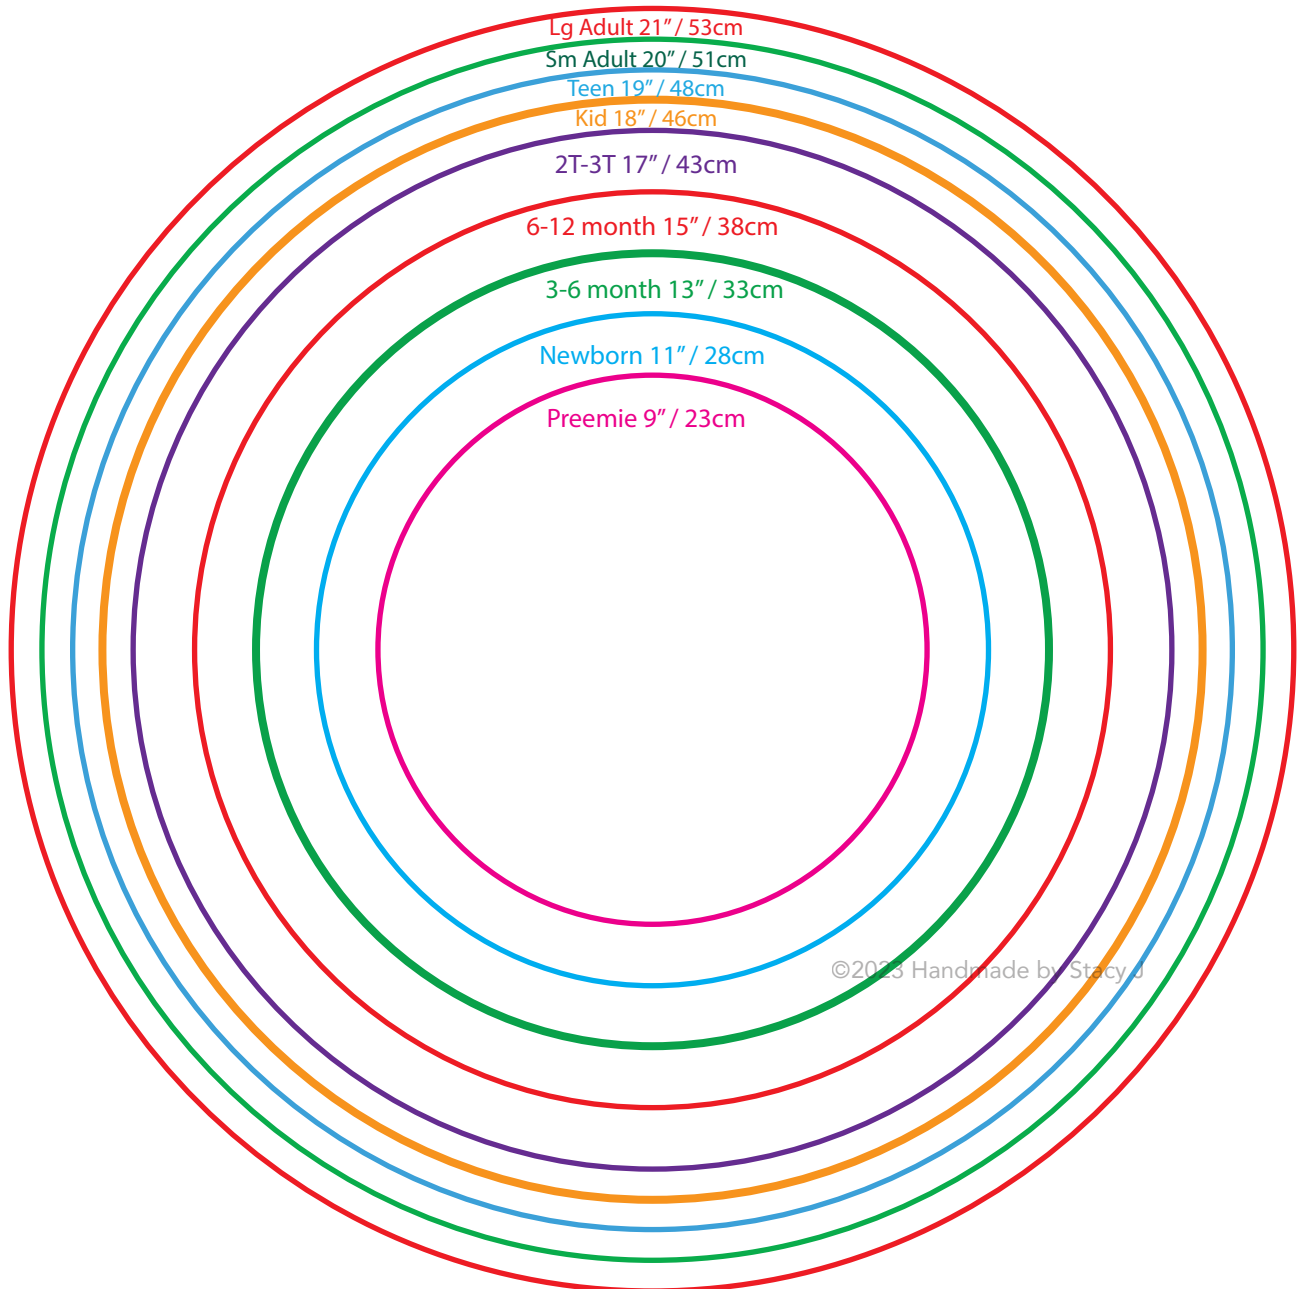 Lg Adult 21″ / 53cm
Sm Adult 20″ / 51cm
Teen 19″ / 48cm
Kid 18″ / 46cm
2T-3T 17″ / 43cm
6-12 month 15″ / 38cm
3-6 month 13″ / 33cm
Newborn 11″ / 28cm
Preemie 9″ / 23cm
©2023 Handmade by Stacy J